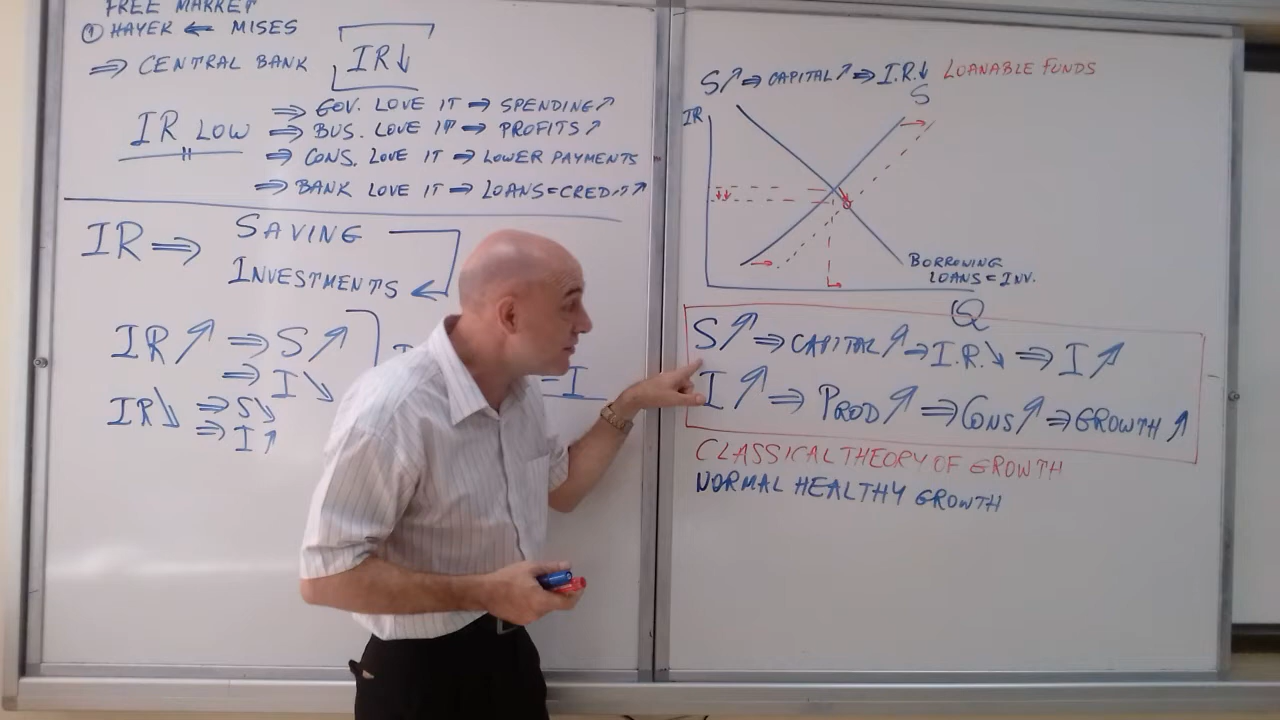 FREE MARKET
① HAYER ← MISES
⇒ CENTRAL BANK IR↓
IR LOW
⇒ GOV. LOVE IT → SPENDING↗
⇒ BUS. LOVE IT → PROFITS↗
⇒ CONS. LOVE IT → LOWER PAYMENTS
⇒ BANK LOVE IT → LOANS=CREDIT↗
IR ⇒ SAVING
INVESTMENTS
IR↗ ⇒ S↗
⇒ I↘
IR↘ ⇒ S↘
⇒ I↑
=I
S↗ ⇒ CAPITAL↗ ⇒ I.R.↓ LOANABLE FUNDS
S
IR
BORROWING
LOANS = INV.
Q
S↗ ⇒ CAPITAL↗ ⇒ I.R.↘ ⇒ I↗
I↗ ⇒ PROD↗ ⇒ CONS↗ ⇒ GROWTH↗
CLASSICAL THEORY OF GROWTH
NORMAL HEALTHY GROWTH